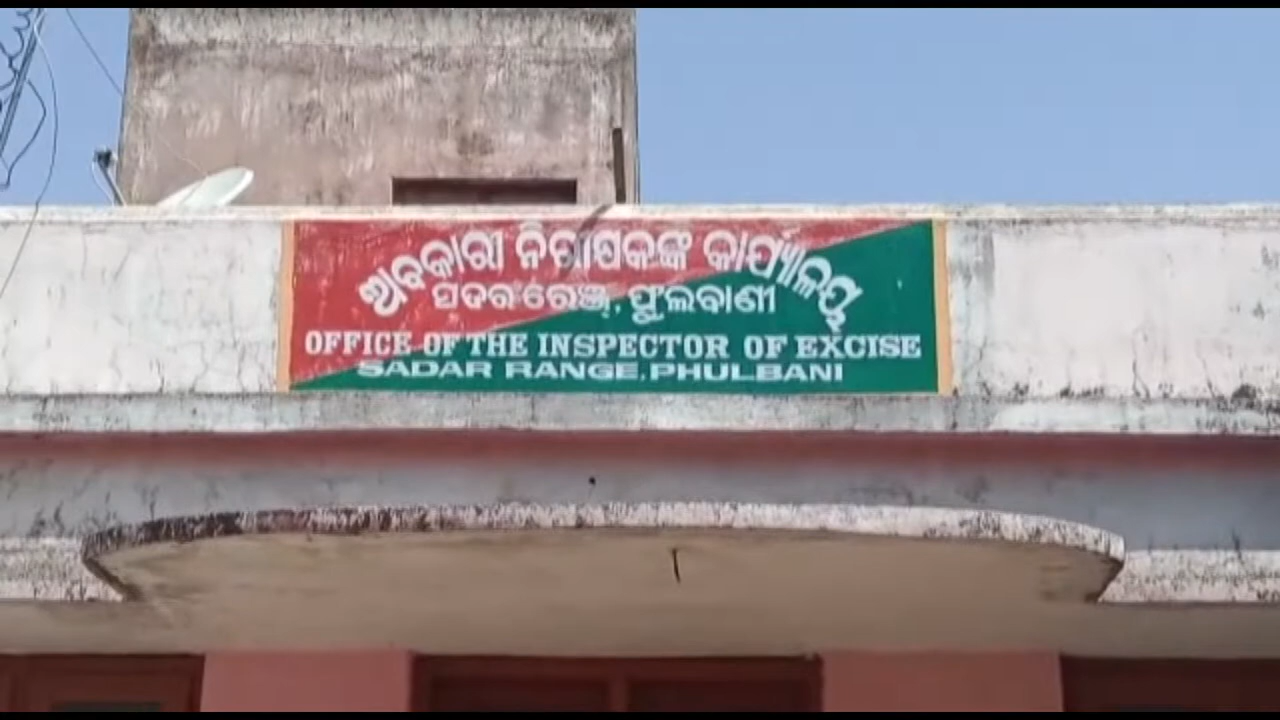 ଅବକାରୀ ନିରୀକ୍ଷକଙ୍କ କାର୍ଯ୍ୟାଳୟ
ସଦର ରେଞ୍ଜ, ଫୁଲବାଣୀ
OFFICE OF THE INSPECTOR OF EXCISE
SADAR RANGE, PHULBANI